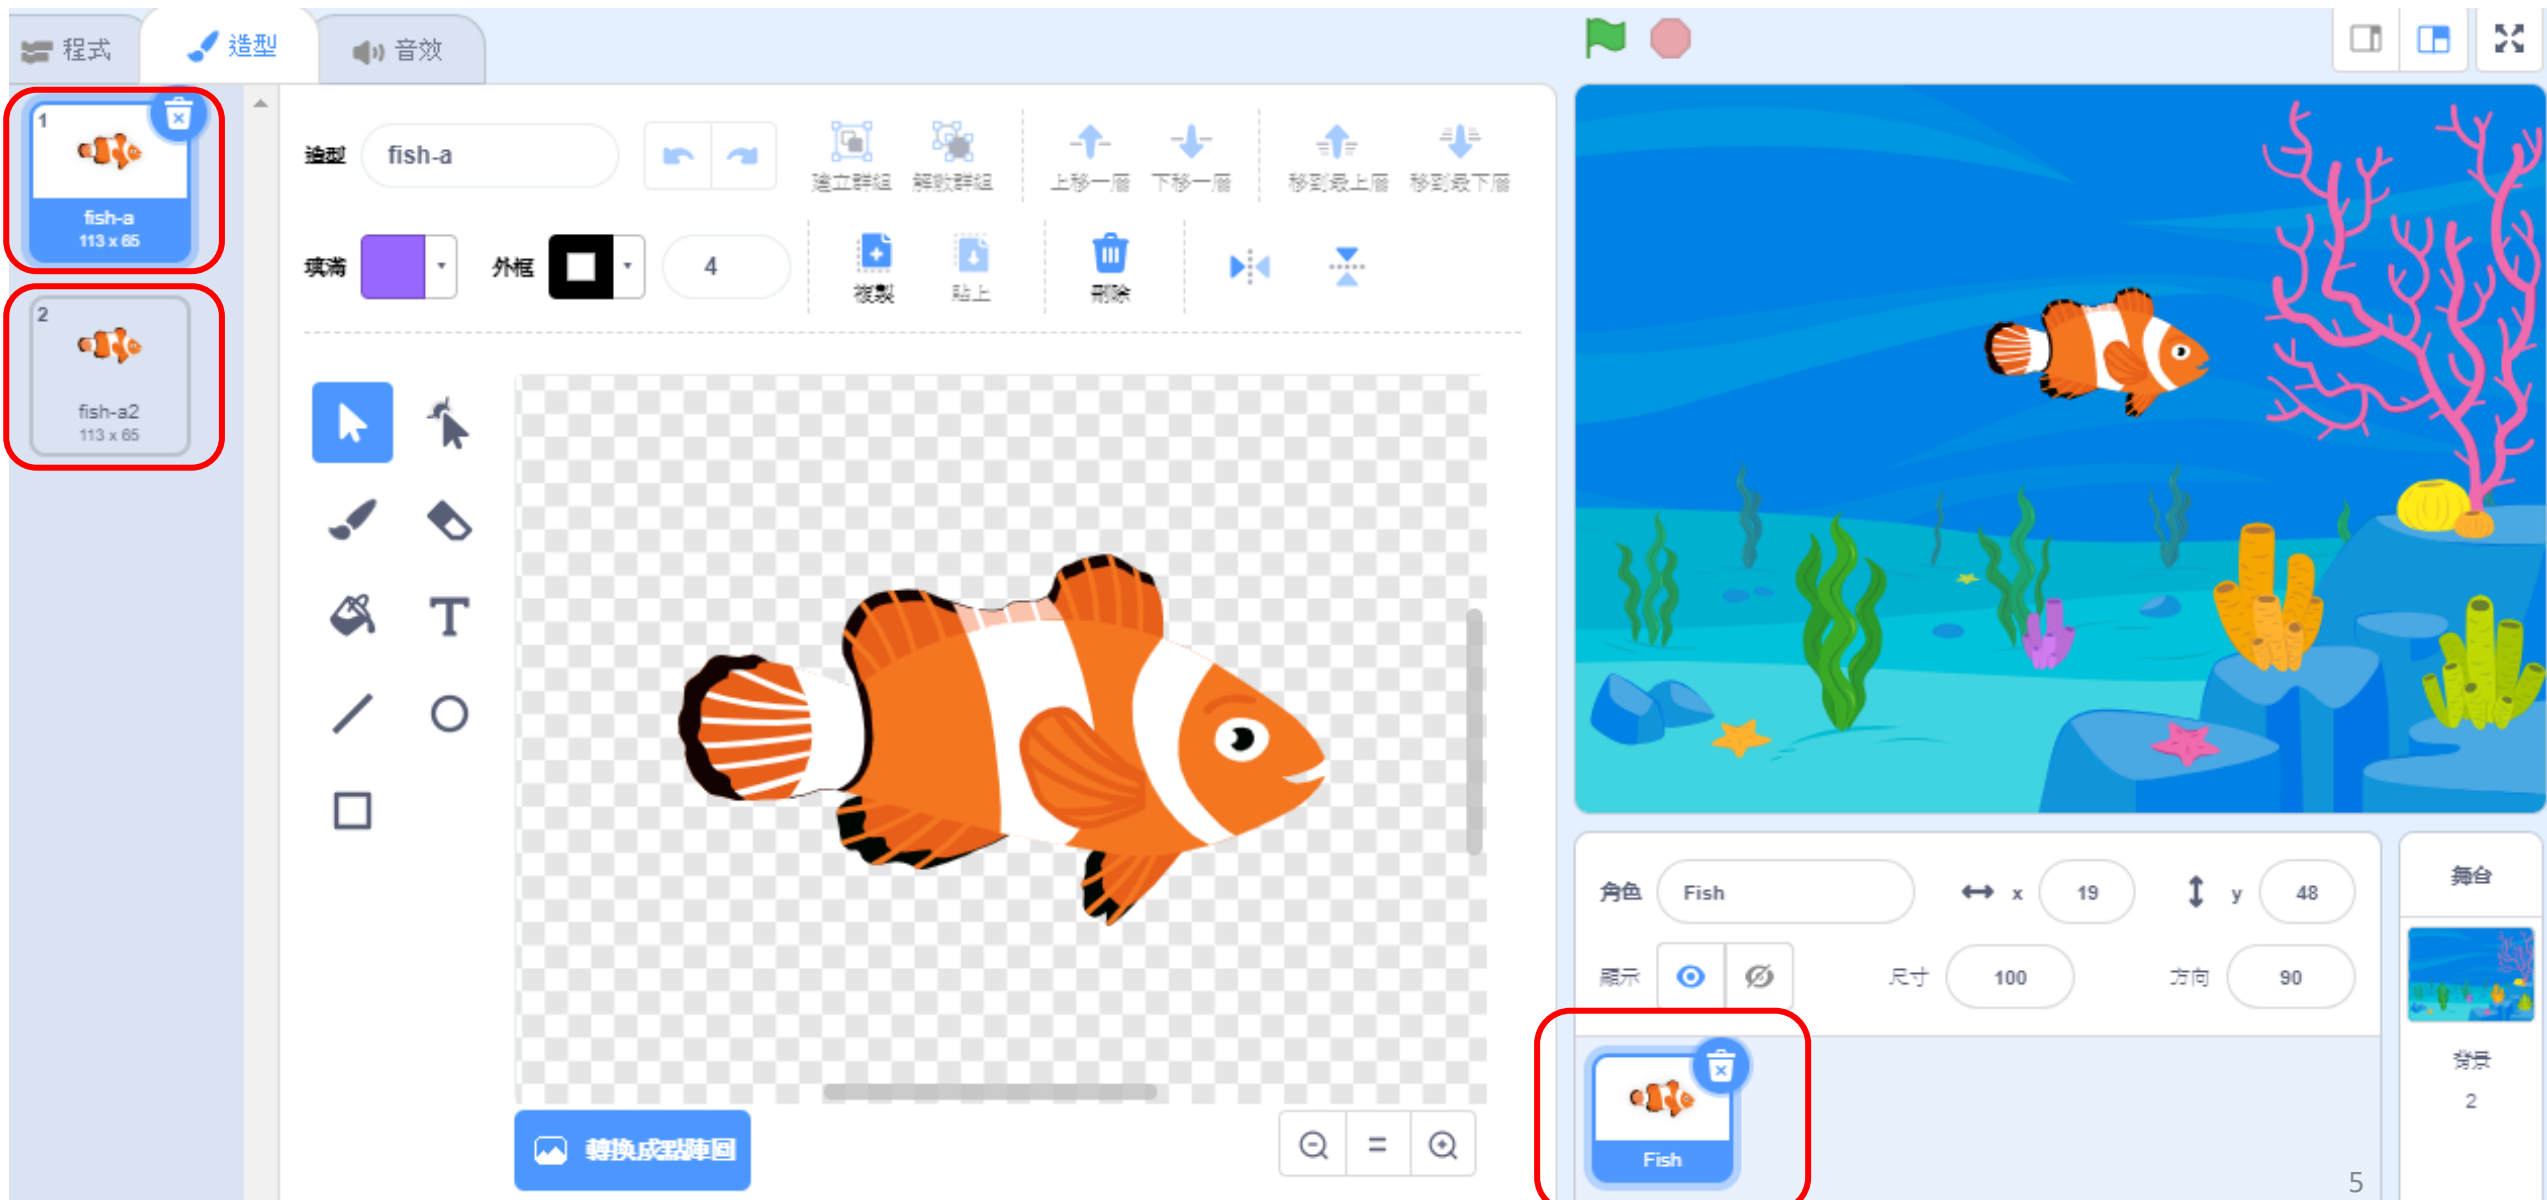 程式
造型
音效
1
fish-a
113 x 65
2
fish-a2
113 x 65
造型
fish-a
建立群組
解散群組
上移一層
下移一層
移到最上層
移到最下層
填滿
外框
4
複製
貼上
刪除
轉換成點陣圖
角色
Fish
x
19
y
48
顯示
尺寸
100
方向
90
Fish
舞台
背景
2
5